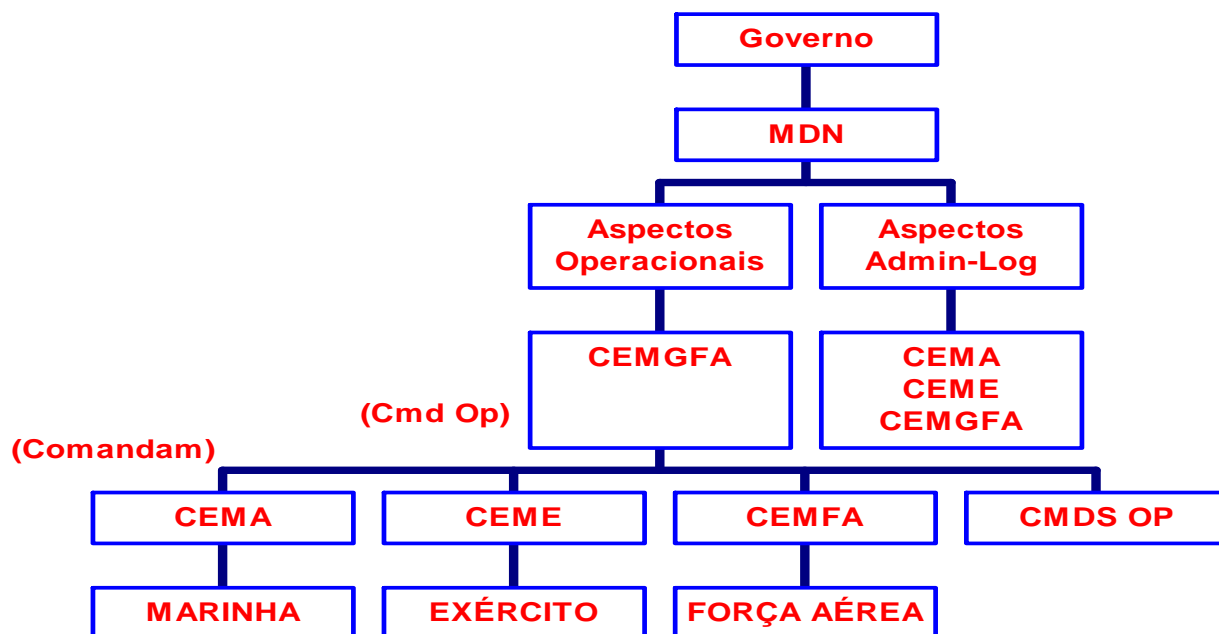 Governo
MDN
Aspectos
Operacionais
Aspectos
Admin-Log
CEMGFA
CEMA
CEME
CEMGFA
(Cmd Op)
(Comandam)
CEMA
CEME
CEMFA
CMDS OP
MARINHA
EXÉRCITO
FORÇA AÉREA